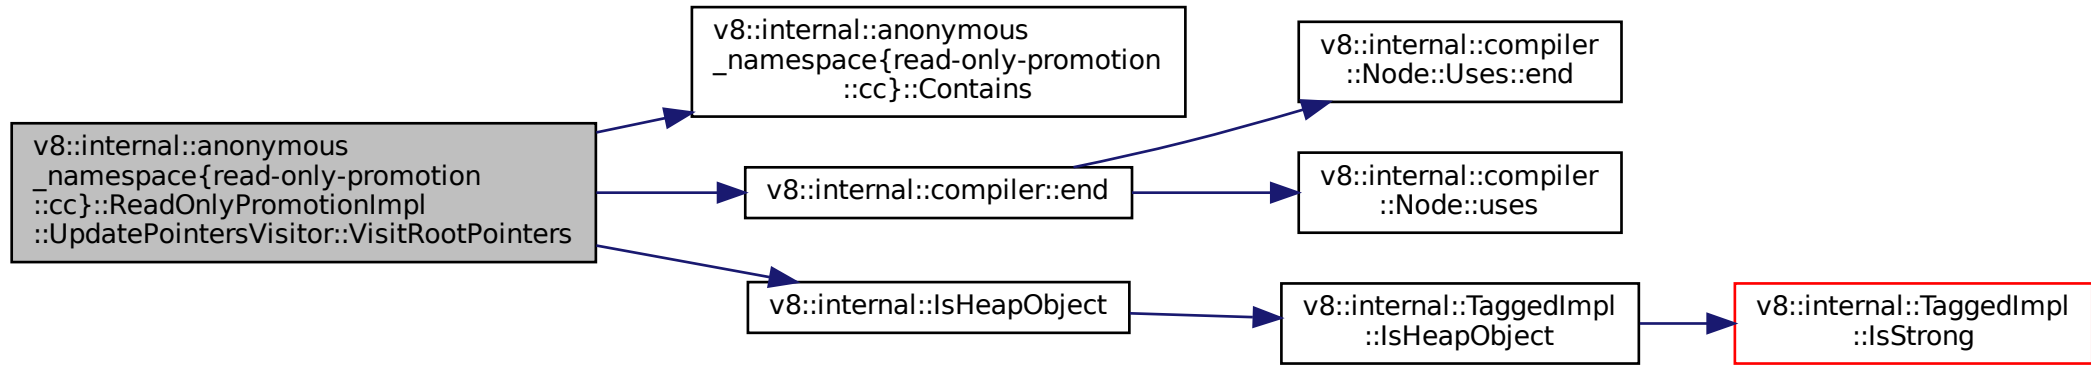 v8::internal::anonymous
_namespace{read-only-promotion
::cc}::ReadOnlyPromotionImpl
::UpdatePointersVisitor::VisitRootPointers
v8::internal::anonymous
_namespace{read-only-promotion
::cc}::Contains
v8::internal::compiler::end
v8::internal::compiler
::Node::Uses::end
v8::internal::compiler
::Node::uses
v8::internal::IsHeapObject
v8::internal::TaggedImpl
::IsHeapObject
v8::internal::TaggedImpl
::IsStrong